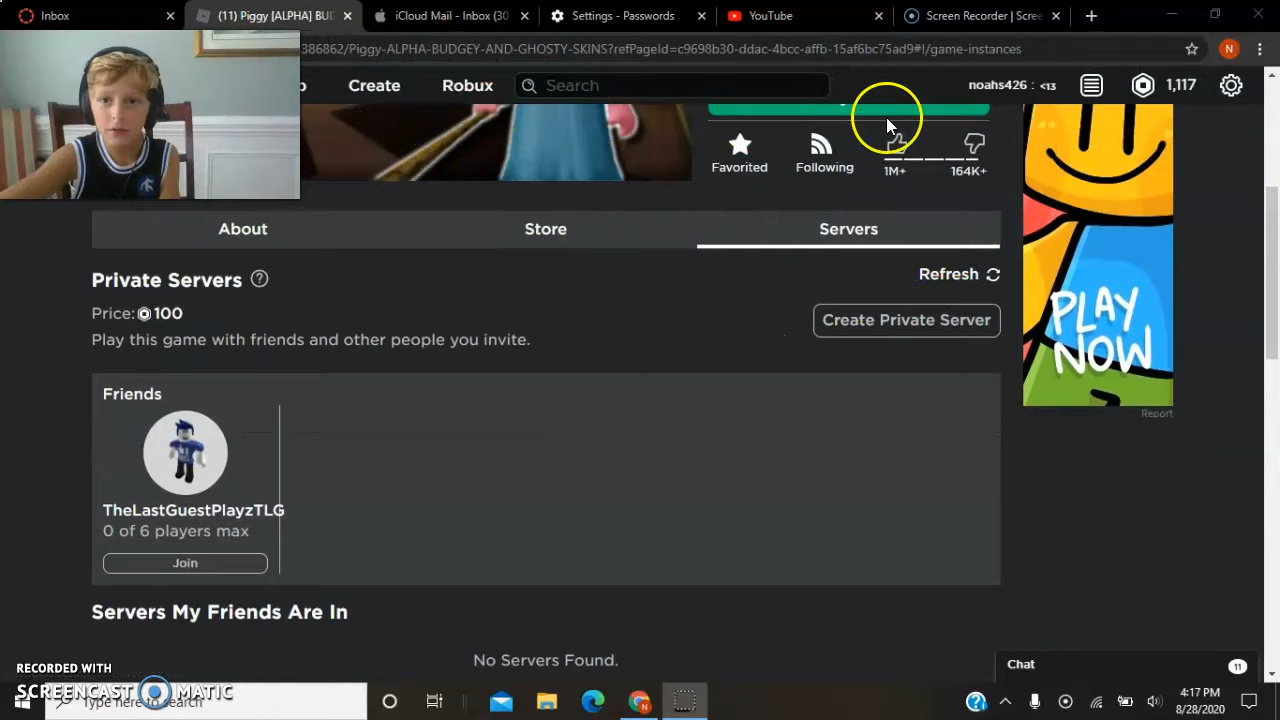 Inbox
(11) Piggy [ALPHA] BUD
iCloud Mail - Inbox (30
Settings - Passwords
YouTube
Screen Recorder | Scree
386862/Piggy-ALPHA-BUDGEY-AND-GHOSTY-SKINS?refPageId=c9698b30-ddac-4bcc-affb-15af6bc75ad9#!/game-instances
N
Create
Robux
Search
noahs426 : <13
1,117
Favorited
Following
1M+
164K+
About
Store
Servers
Private Servers
Refresh
Price: 100
Create Private Server
Play this game with friends and other people you invite.
PLAY
NOW
Report
Friends
TheLastGuestPlayzTLG
0 of 6 players max
Join
Servers My Friends Are In
No Servers Found.
Chat
11
RECORDED WITH
SCREENCAST MATIC
Type here to search
4:17 PM
8/28/2020